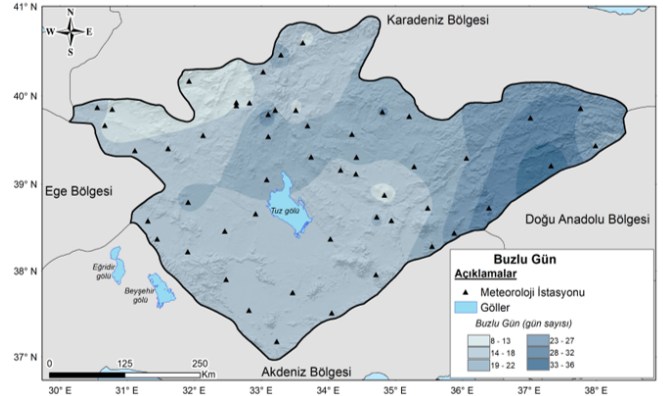 41° N
40° N
39° N
38° N
37° N
N
W E
S
Karadeniz Bölgesi
Ege Bölgesi
Tuz gölü
Doğu Anadolu Bölgesi
Eğridir
gölü
Beyşehir
gölü
Akdeniz Bölgesi
Buzlu Gün
Açıklamalar
Meteoroloji İstasyonu
Göller
Buzlu Gün (gün sayısı)
8 - 13 23 - 27
14 - 18 28 - 32
19 - 22 33 - 36
0 125 250
Km
30° E 31° E 32° E 33° E 34° E 35° E 36° E 37° E 38° E